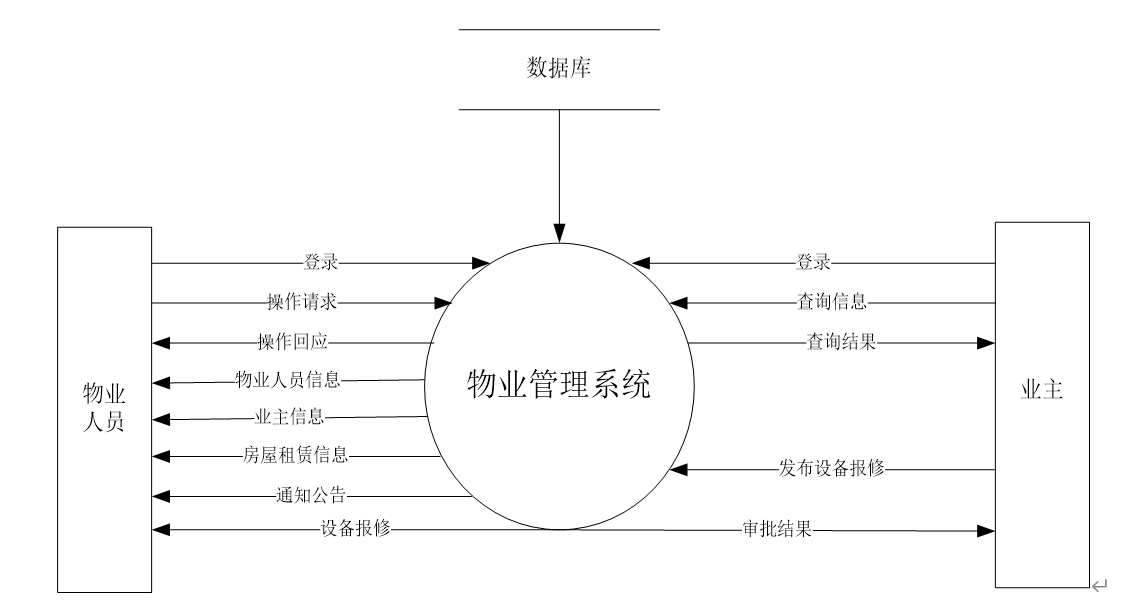 数据库
登录
登录
操作请求
查询信息
操作回应
查询结果
物业人员信息
物业管理系统
物业
人员
业主
业主信息
房屋租赁信息
发布设备报修
通知公告
设备报修
审批结果